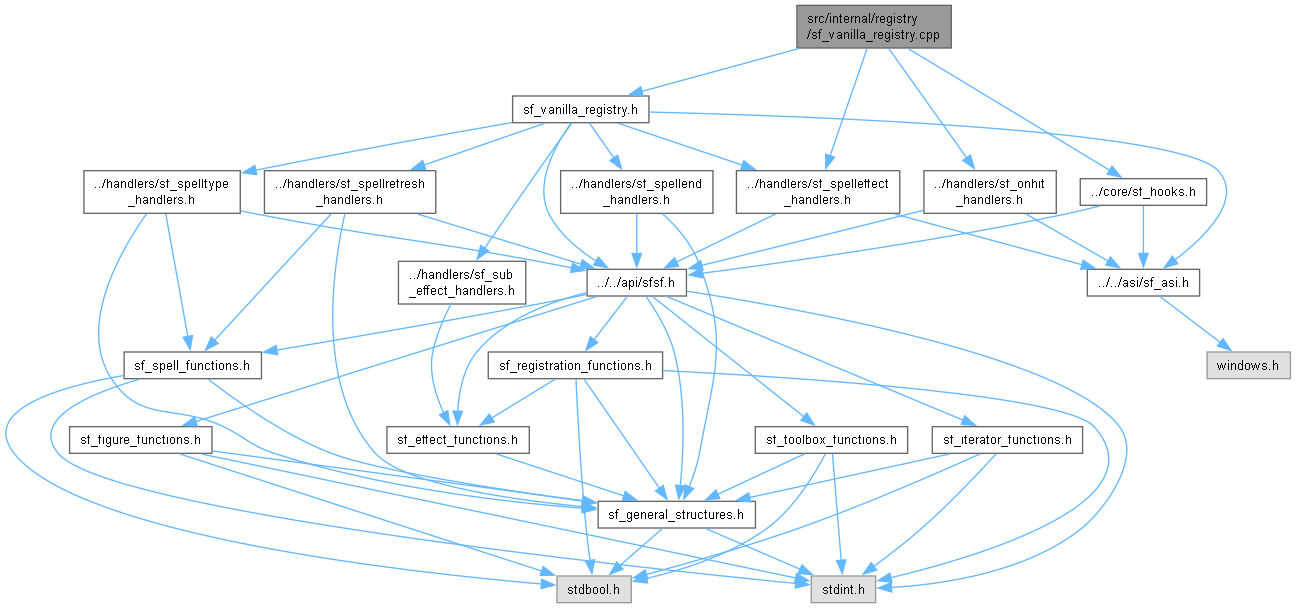 src/internal/registry
/sf_vanilla_registry.cpp
sf_vanilla_registry.h
../handlers/sf_spelltype
_handlers.h
../handlers/sf_spellrefresh
_handlers.h
../handlers/sf_spellend
_handlers.h
../handlers/sf_spelleffect
_handlers.h
../handlers/sf_onhit
_handlers.h
../core/sf_hooks.h
../handlers/sf_sub
_effect_handlers.h
../../api/sfsf.h
../../asi/sf_asi.h
sf_spell_functions.h
sf_registration_functions.h
windows.h
sf_figure_functions.h
sf_effect_functions.h
sf_toolbox_functions.h
sf_iterator_functions.h
sf_general_structures.h
stdbool.h
stdint.h